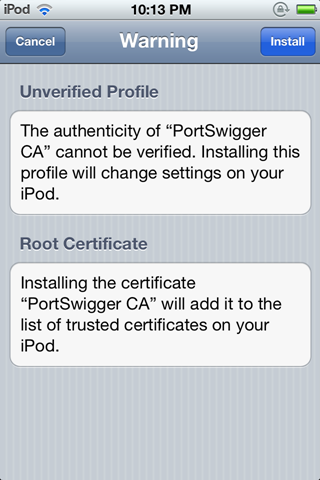 iPod 10:13 PM
Cancel Warning Install
Unverified Profile
The authenticity of “PortSwigger
CA” cannot be verified. Installing this
profile will change settings on your
iPod.
Root Certificate
Installing the certificate
“PortSwigger CA” will add it to the
list of trusted certificates on your
iPod.